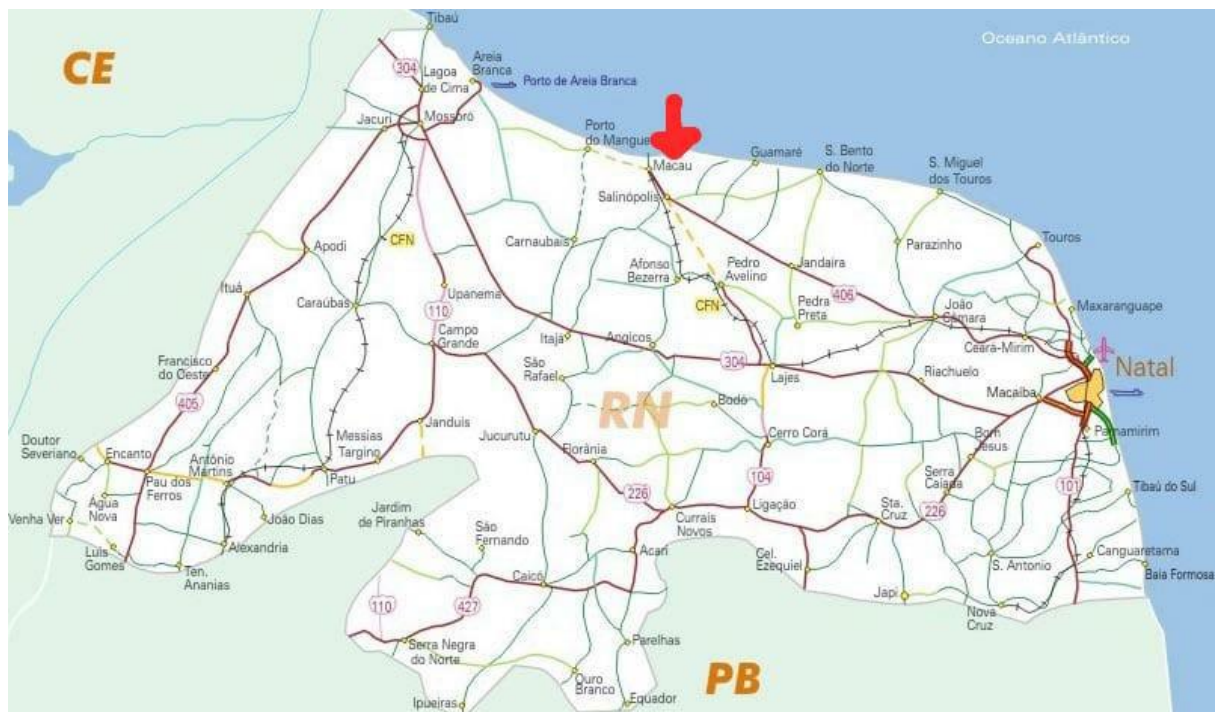 Tibaú
Oceano Atlântico
CE
304
Lagoa
de Cima
Areia
Branca
Porto de Areia Branca
Jacuri
Mossoró
Porto
do Mangue
Macau
Guamaré
S. Bento
do Norte
S. Miguel
dos Touros
Salinópolis
Apodi
CFN
Carnaubais
Parazinho
Touros
Afonso
Bezerra
Pedro
Avelino
Jandaira
Ituá
Caraúbas
Upanema
CFN
406
Pedra
Preta
João
Câmara
Maxaranguape
110
Campo
Grande
Itajá
Angicos
Ceará-Mirim
Francisco
do Oeste
São
Rafael
304
Lajes
Riachuelo
Natal
Macaíba
405
RN
Bodó
Janduís
Jucurutu
Florânia
Cerro Corá
Bom
Jesus
Parnamirim
Doutor
Severiano
Encanto
Antônio
Martins
Messias
Targino
Patu
Pau dos
Ferros
Água
Nova
104
Serra
Caiada
101
Tibaú do Sul
226
Ligação
Sta.
Cruz
226
Venha Ver
João Dias
Jardim
de Piranhas
São
Fernando
Currais
Novos
Luís
Gomes
Alexandria
Ten.
Ananias
Acari
Cel.
Ezequiel
S. Antonio
Canguaretama
Baia Formosa
Caicó
Japi
Nova
Cruz
110
427
Serra Negra
do Norte
Parelhas
Ouro
Branco
PB
Ipueiras
Equador